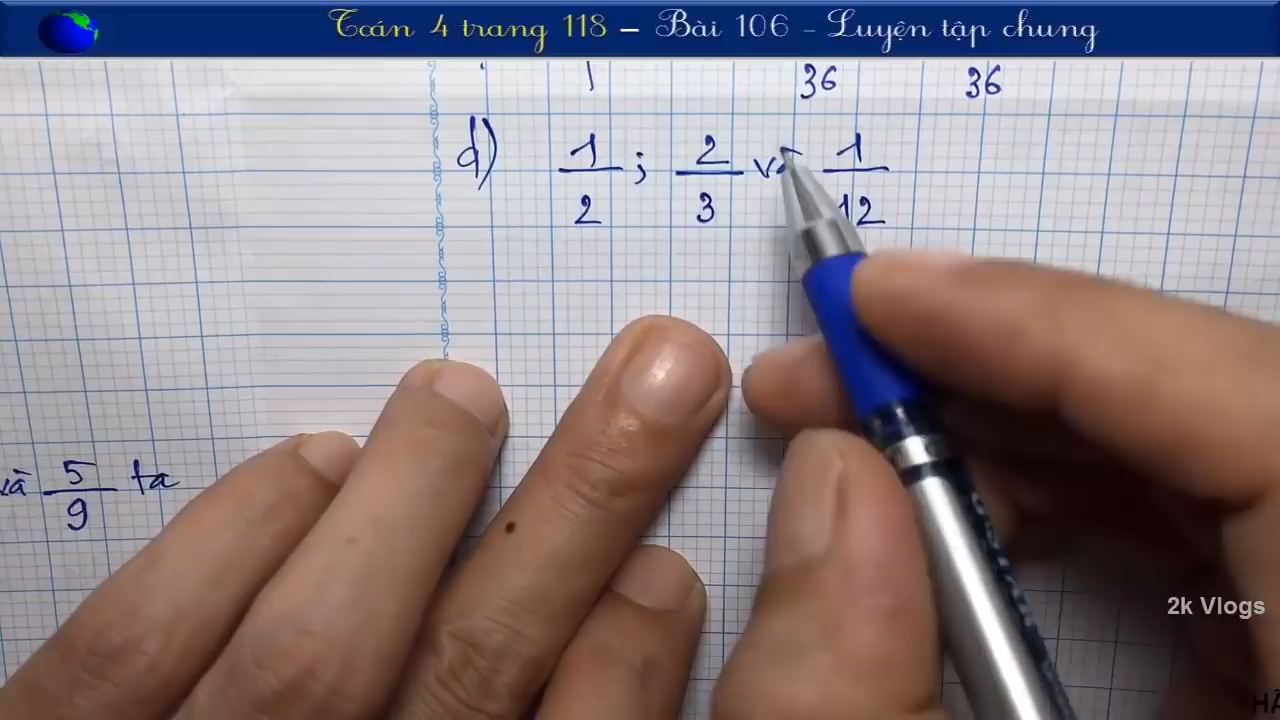 Toán 4 trang 118 – Bài 106 - Luyện tập chung
1 36 36
d) 1/2 ; 2/3 và 1/12
và 5/9 ta
2k Vlogs